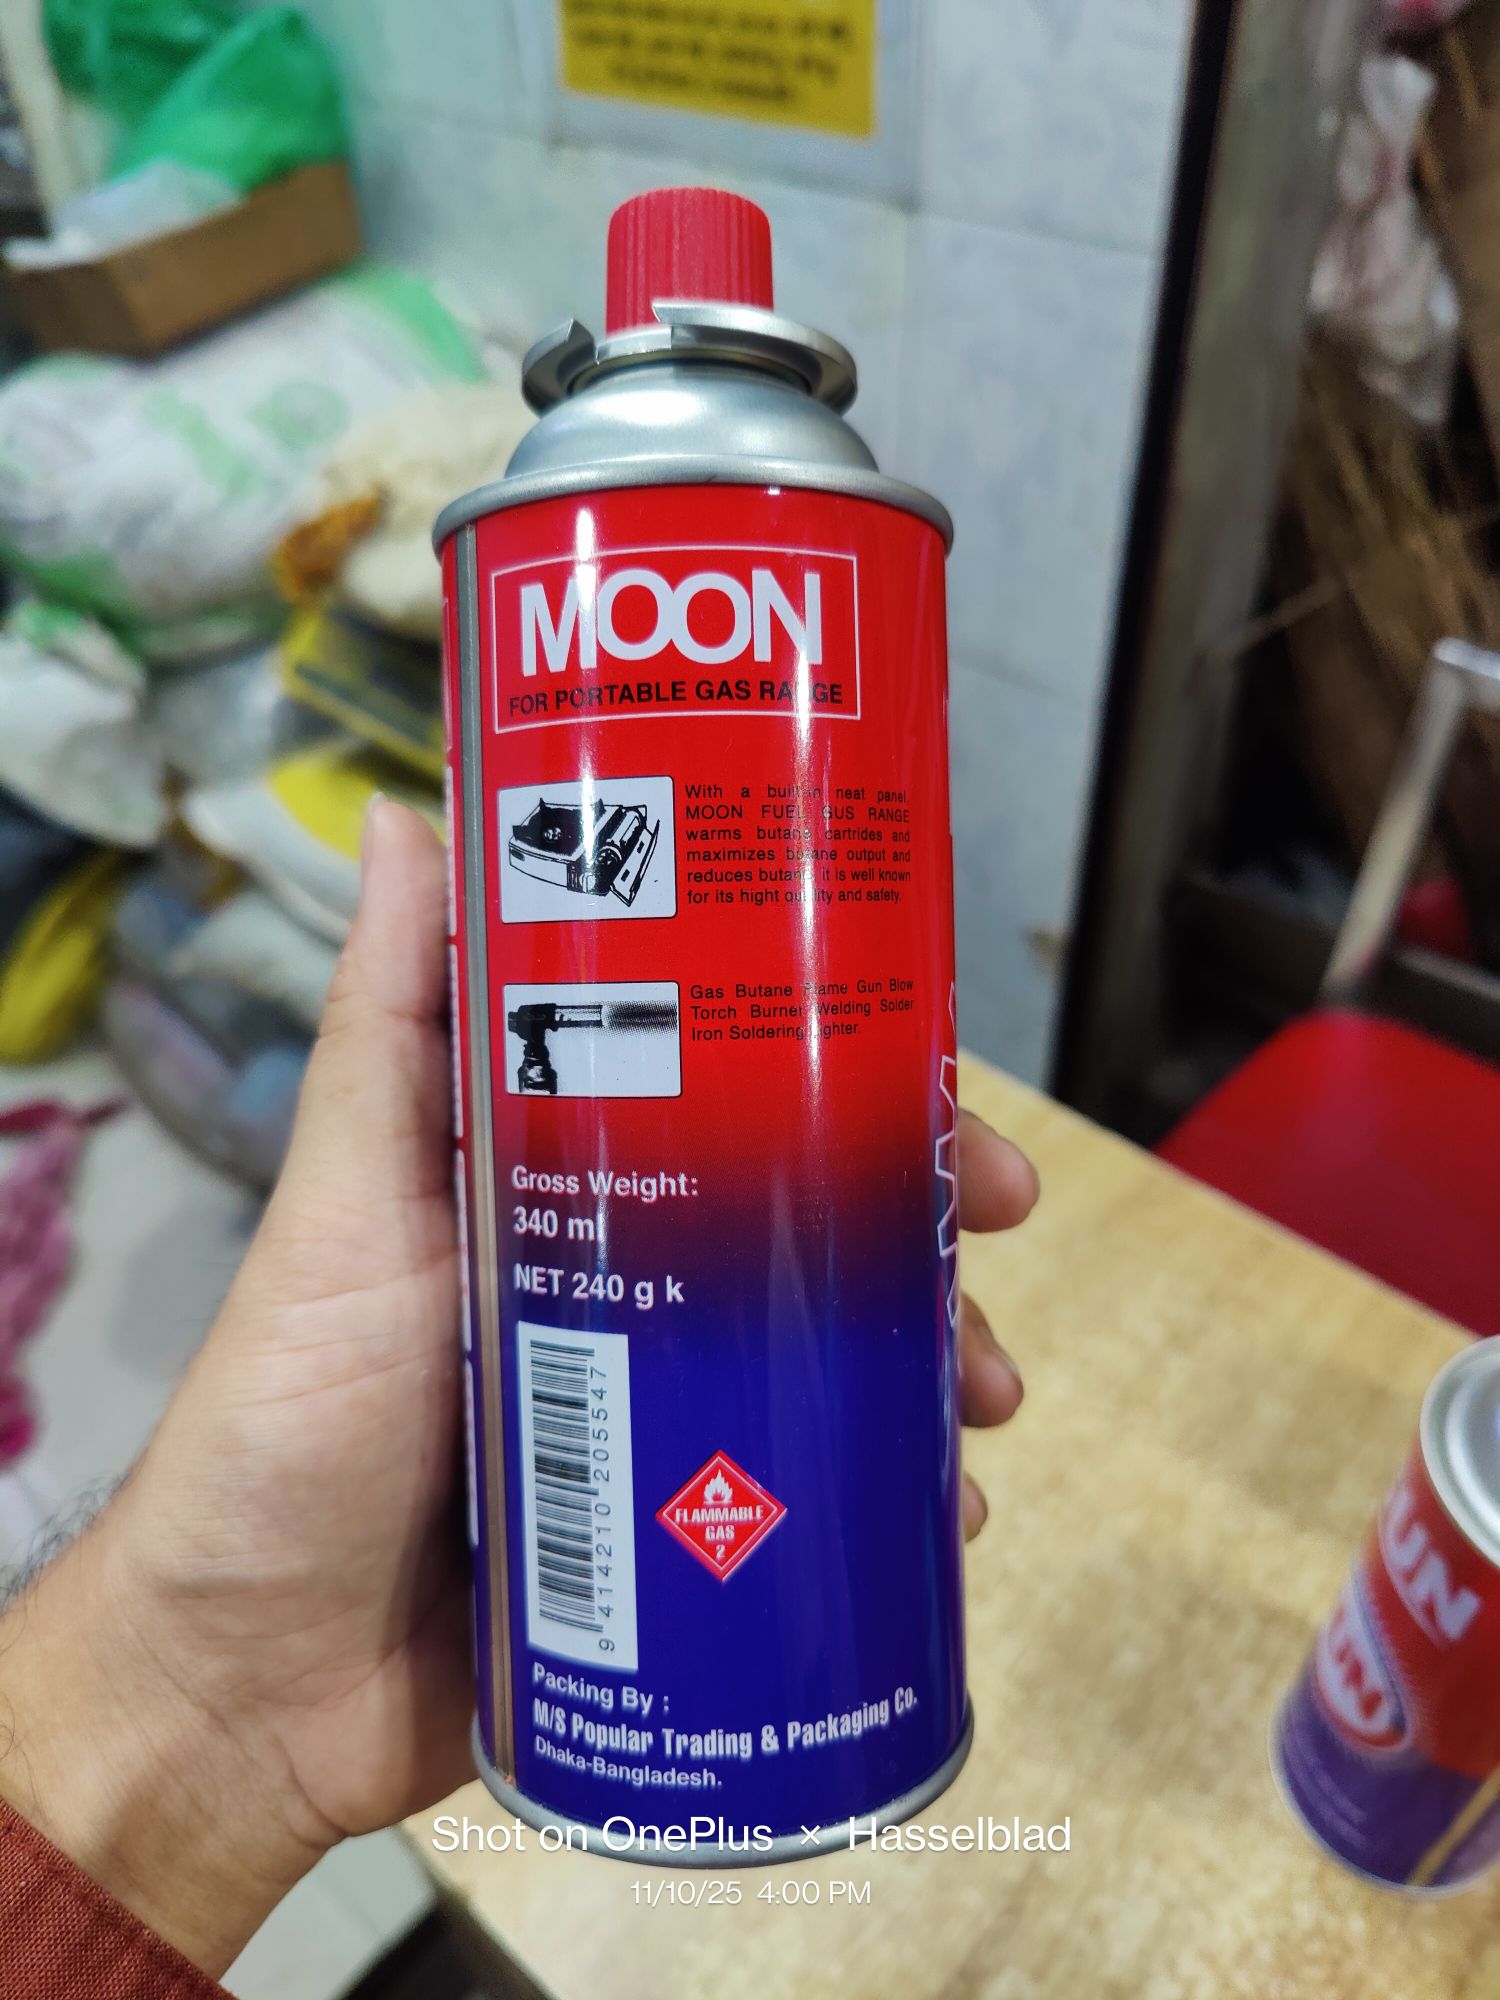 MOON
FOR PORTABLE GAS RANGE
With a built-in neat panel,
MOON FUEL GUS RANGE
warms butane cartrides and
maximizes butane output and
reduces butane, it is well known
for its hight quality and safety.
Gas Butane Flame Gun Blow
Torch Burner Welding Solder
Iron Soldering Lighter.
Gross Weight:
340 ml
NET 240 g k
9 414210 205547
FLAMMABLE
GAS
2
Packing By :
M/S Popular Trading & Packaging Co.
Dhaka-Bangladesh.
Shot on OnePlus × Hasselblad
11/10/25 4:00 PM